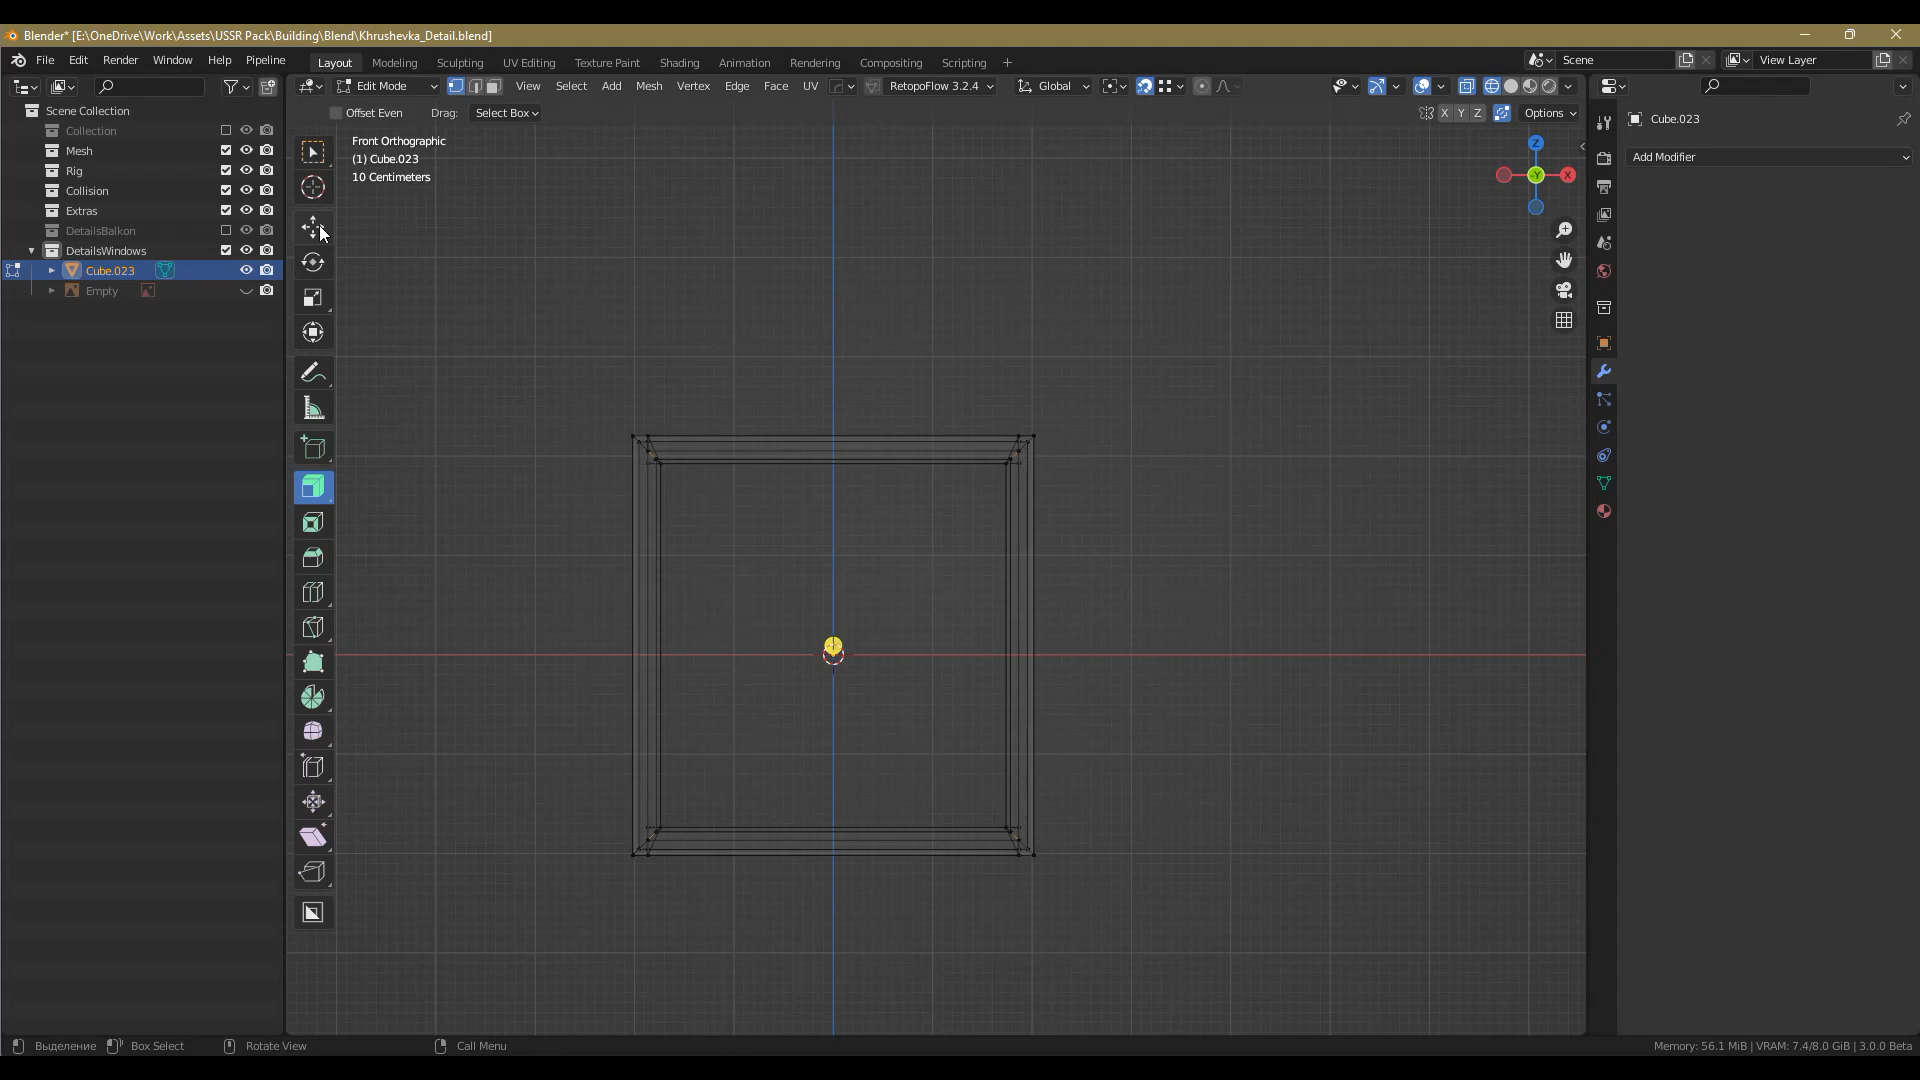 Blender* [E:\OneDrive\Work\Assets\USSR Pack\Building\Blend\Khrushevka_Detail.blend]
File Edit Render Window Help Pipeline Layout Modeling Sculpting UV Editing Texture Paint Shading Animation Rendering Compositing Scripting + Scene View Layer
Edit Mode View Select Add Mesh Vertex Edge Face UV RetopoFlow 3.2.4 Global
Offset Even Drag: Select Box X Y Z Options
Scene Collection
Collection
Mesh
Rig
Collision
Extras
DetailsBalkon
DetailsWindows
Cube.023
Empty
Front Orthographic
(1) Cube.023
10 Centimeters
Z
-Y
X
Cube.023
Add Modifier
Выделение Box Select Rotate View Call Menu Memory: 56.1 MiB | VRAM: 7.4/8.0 GiB | 3.0.0 Beta